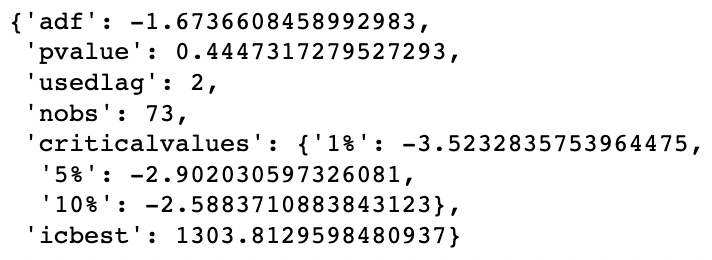 {'adf': -1.6736608458992983,
'pvalue': 0.4447317279527293,
'usedlag': 2,
'nobs': 73,
'criticalvalues': {'1%': -3.5232835753964475,
'5%': -2.902030597326081,
'10%': -2.5883710883843123},
'icbest': 1303.8129598480937}